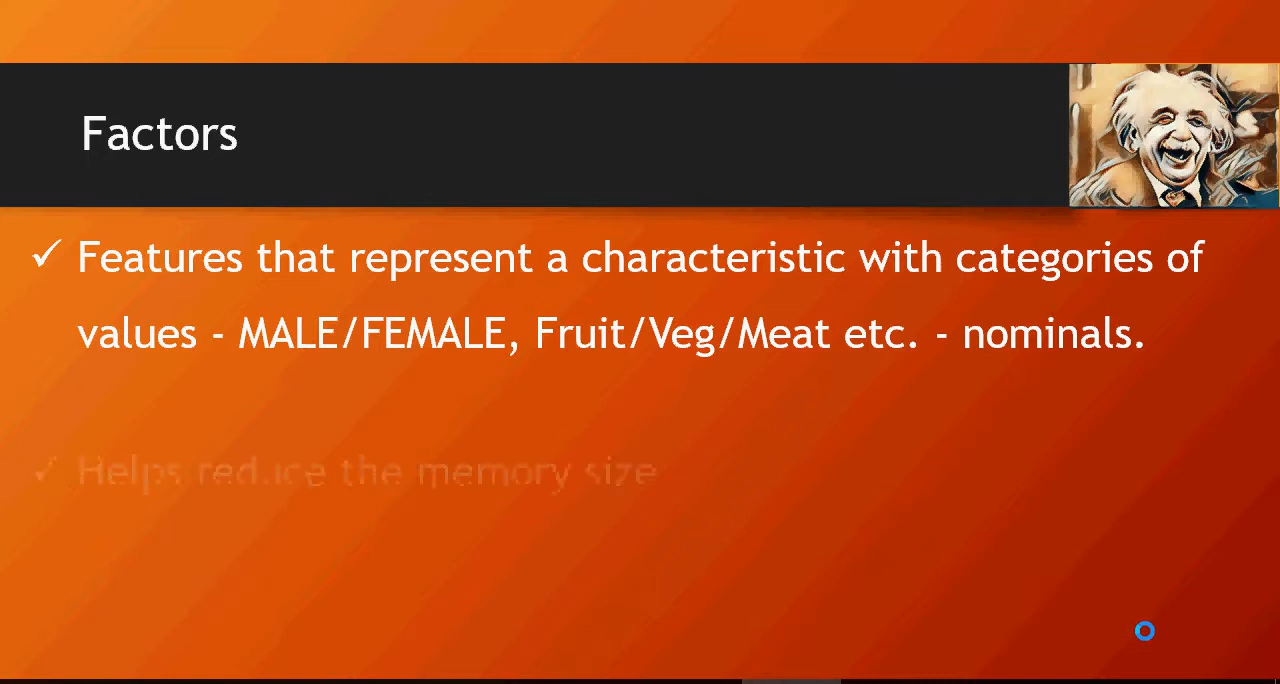 Factors
✓ Features that represent a characteristic with categories of
values - MALE/FEMALE, Fruit/Veg/Meat etc. - nominals.
✓ Helps reduce the memory size